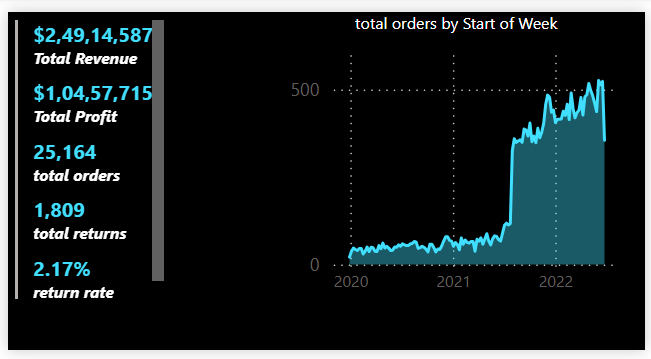 $2,49,14,587
Total Revenue
$1,04,57,715
Total Profit
25,164
total orders
1,809
total returns
2.17%
return rate
total orders by Start of Week
500
0
2020 2021 2022